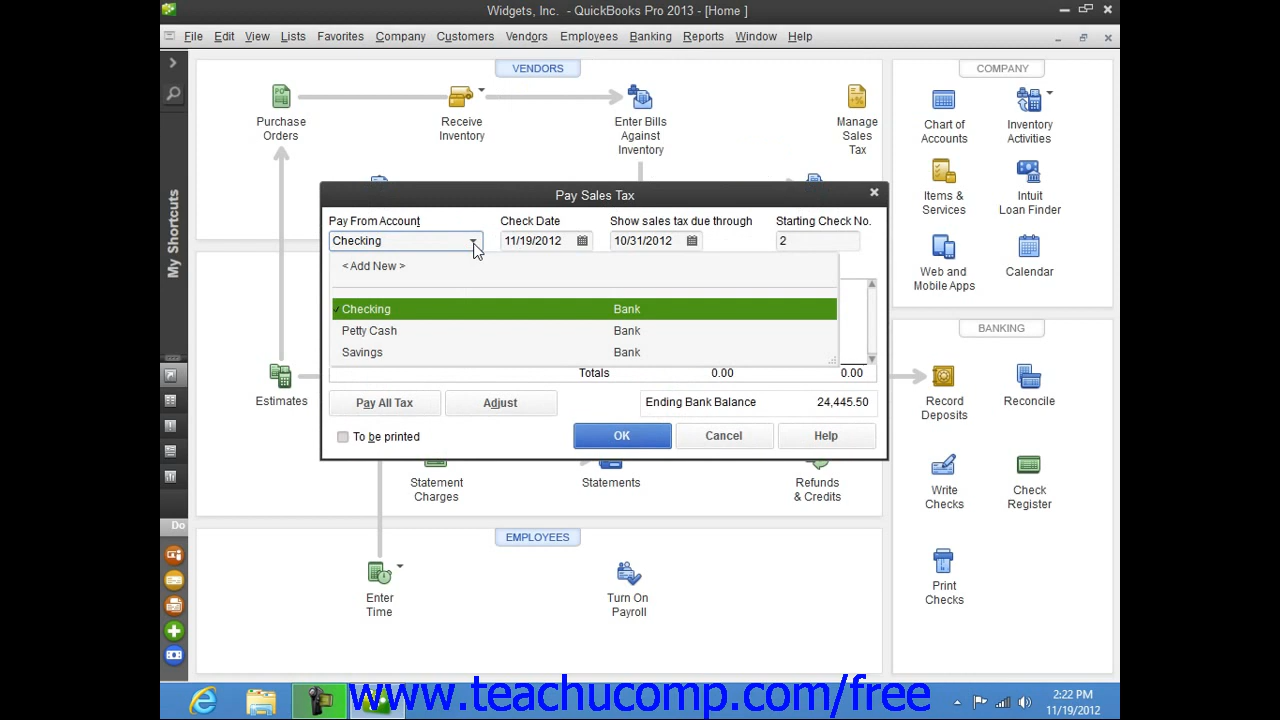 Widgets, Inc. - QuickBooks Pro 2013 - [Home ]
File Edit View Lists Favorites Company Customers Vendors Employees Banking Reports Window Help
My Shortcuts
Do
VENDORS
Purchase
Orders
Receive
Inventory
Enter Bills
Against
Inventory
Manage
Sales
Tax
COMPANY
Chart of
Accounts
Inventory
Activities
Items &
Services
Intuit
Loan Finder
Web and
Mobile Apps
Calendar
Pay Sales Tax
Pay From Account
Check Date
Show sales tax due through
Starting Check No.
Checking
11/19/2012
10/31/2012
2
< Add New >
Checking Bank
Petty Cash Bank
Savings Bank
Totals 0.00 0.00
Pay All Tax
Adjust
Ending Bank Balance 24,445.50
To be printed
OK
Cancel
Help
Estimates
Statement
Charges
Statements
Refunds
& Credits
BANKING
Record
Deposits
Reconcile
Write
Checks
Check
Register
Print
Checks
EMPLOYEES
Enter
Time
Turn On
Payroll
www.teachucomp.com/free
2:22 PM
11/19/2012